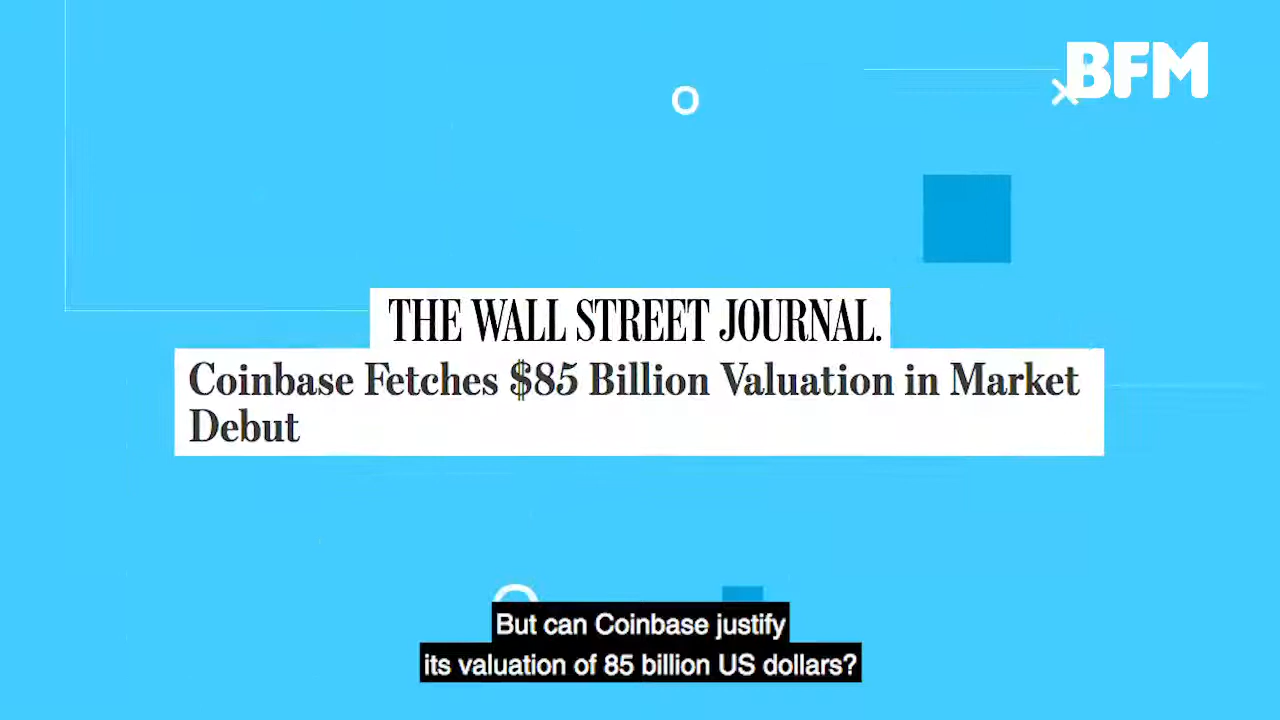 BFM
THE WALL STREET JOURNAL.
Coinbase Fetches $85 Billion Valuation in Market
Debut
But can Coinbase justify
its valuation of 85 billion US dollars?